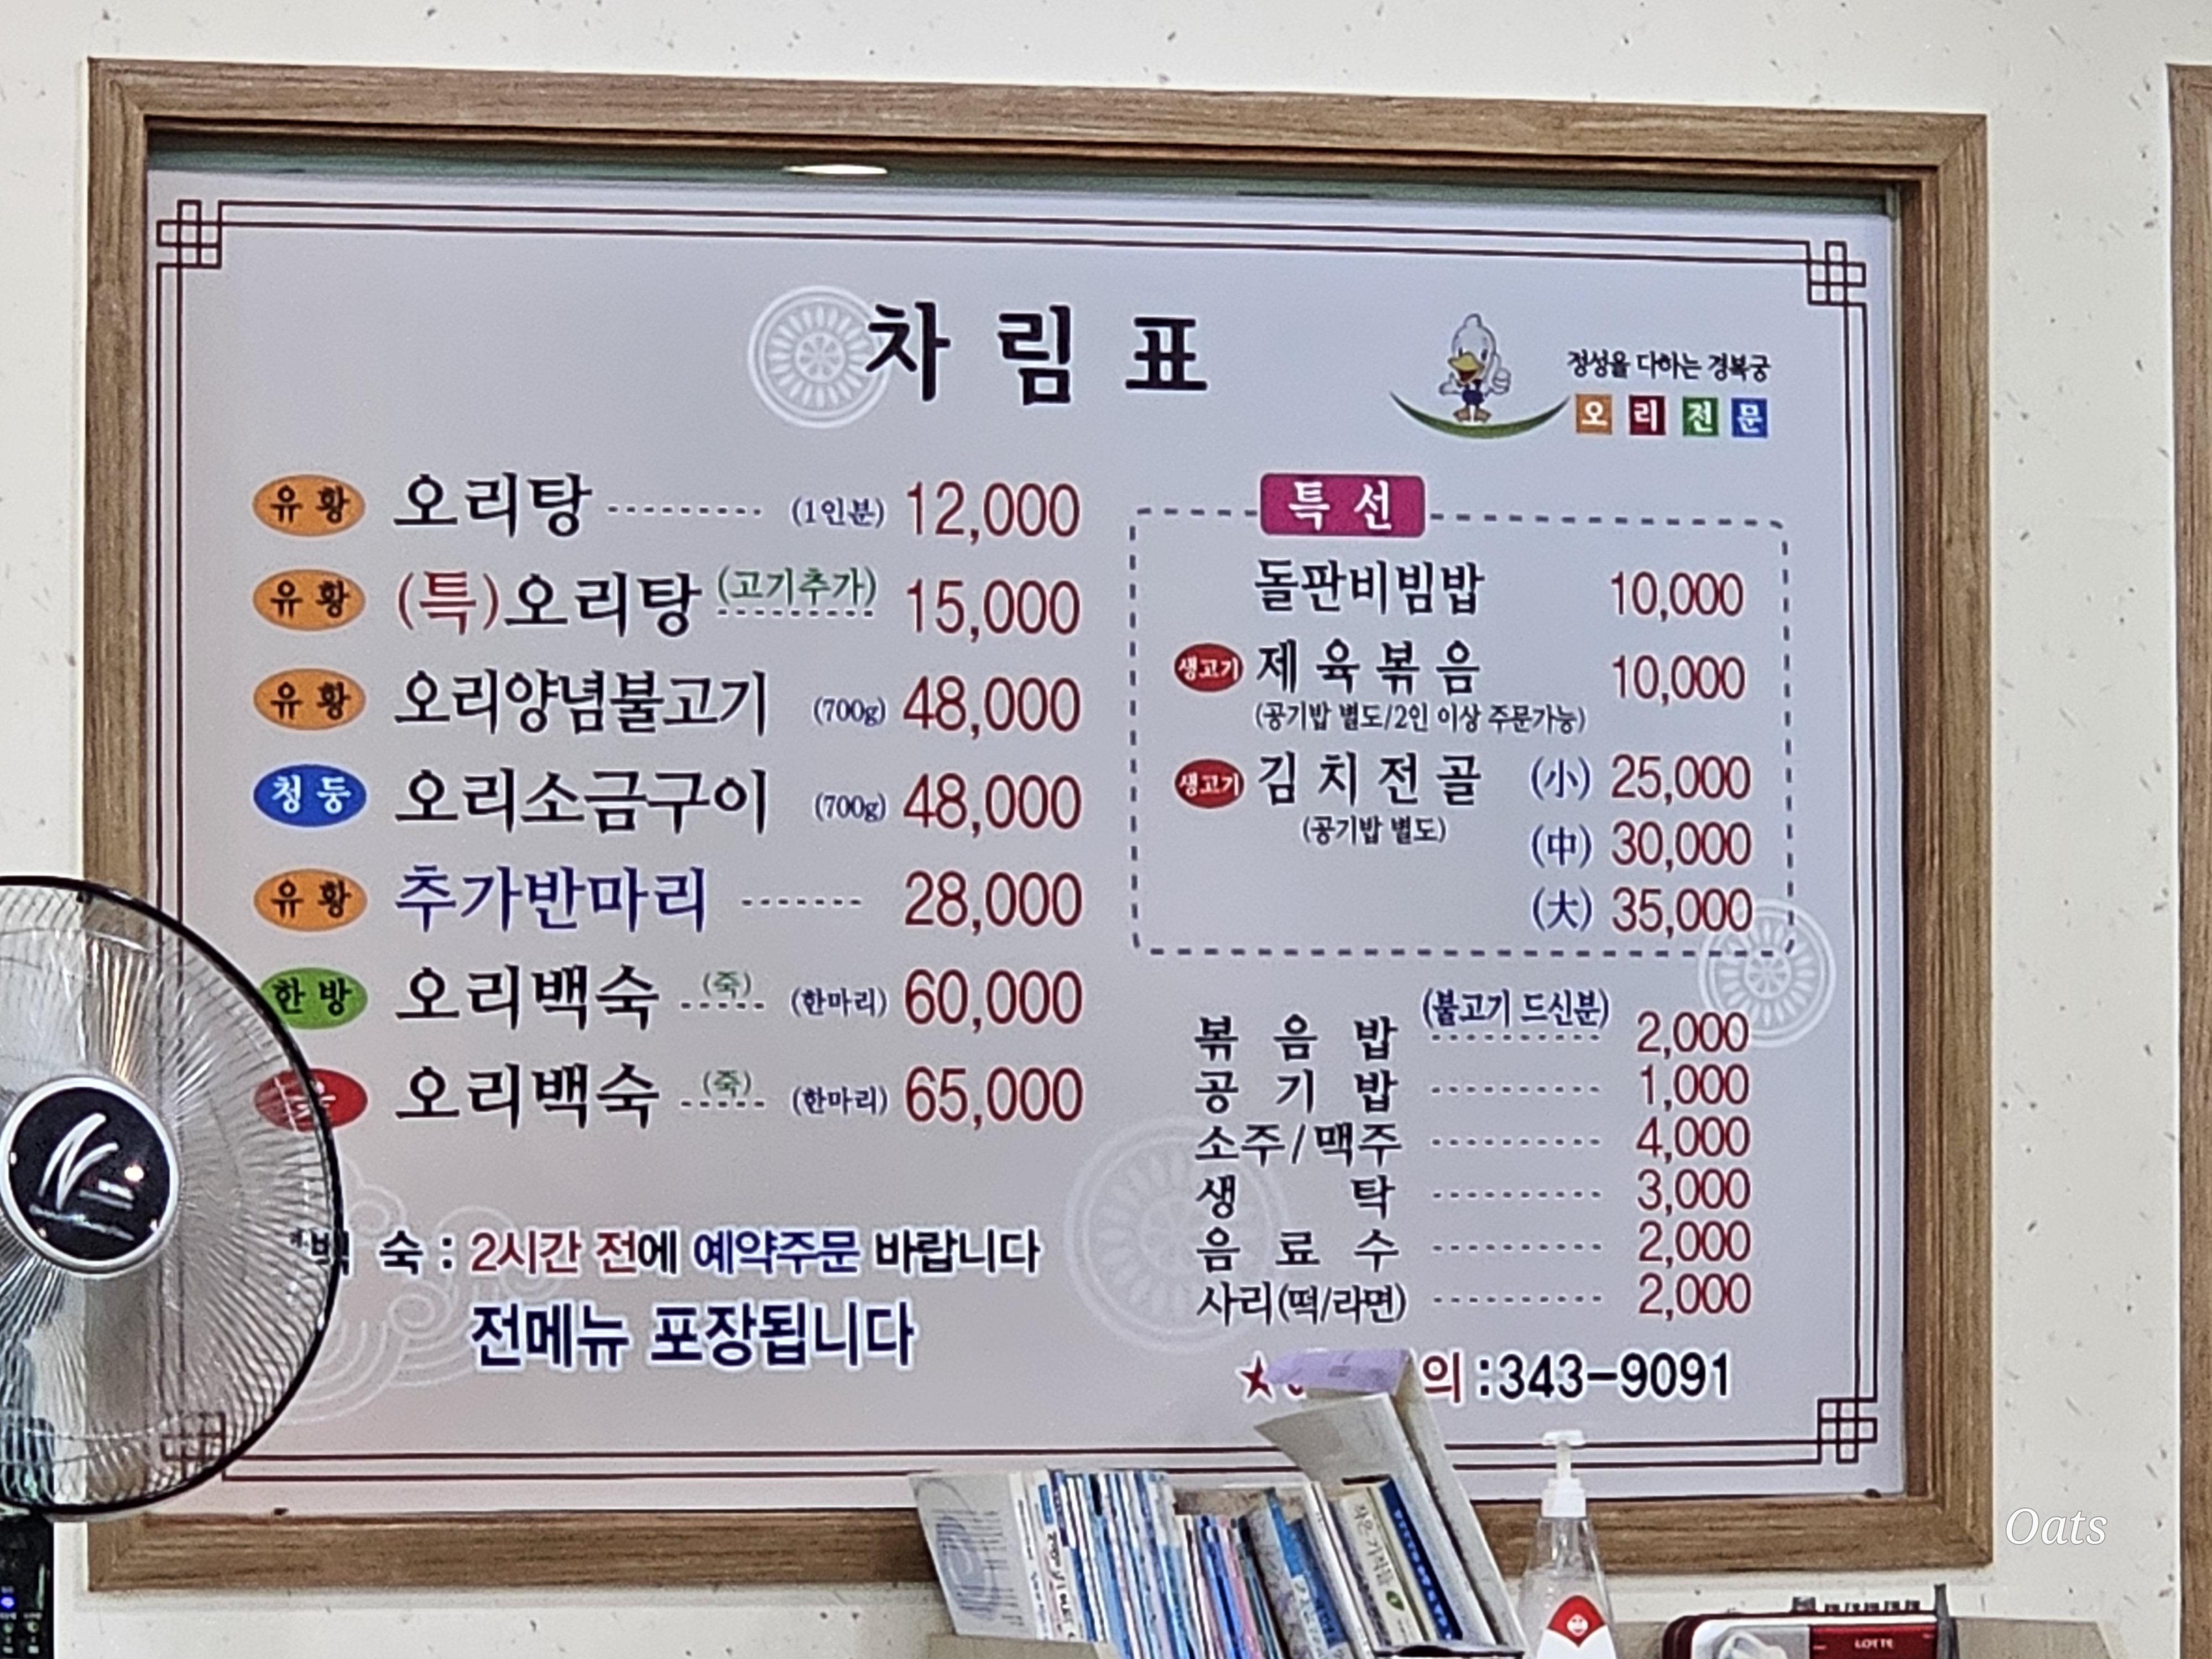 차림표
정성을 다하는 경복궁
오리전문
유황 오리탕 (1인분) 12,000
유황 (특)오리탕 (고기추가) 15,000
유황 오리양념불고기 (700g) 48,000
청둥 오리소금구이 (700g) 48,000
유황 추가반마리 28,000
한방 오리백숙 (죽) (한마리) 60,000
오리백숙 (죽) (한마리) 65,000
백 숙 : 2시간 전에 예약주문 바랍니다
전메뉴 포장됩니다
특선
돌판비빔밥 10,000
생고기 제육볶음 10,000
(공기밥 별도/2인 이상 주문가능)
생고기 김치전골 (小) 25,000
(공기밥 별도) (中) 30,000
(大) 35,000
볶음밥 (불고기 드신분) 2,000
공기밥 1,000
소주/맥주 4,000
생탁 3,000
음료수 2,000
사리(떡/라면) 2,000
★ 의 :343-9091
LOTTE
Oats